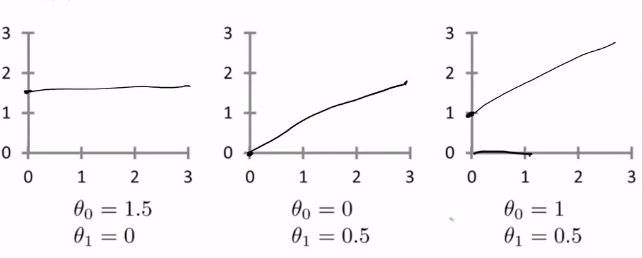 3 3 3
2 2 2
1 1 1
0 0 0
0 1 2 3 0 1 2 3 0 1 2 3
θ₀ = 1.5 θ₀ = 0 θ₀ = 1
θ₁ = 0 θ₁ = 0.5 θ₁ = 0.5